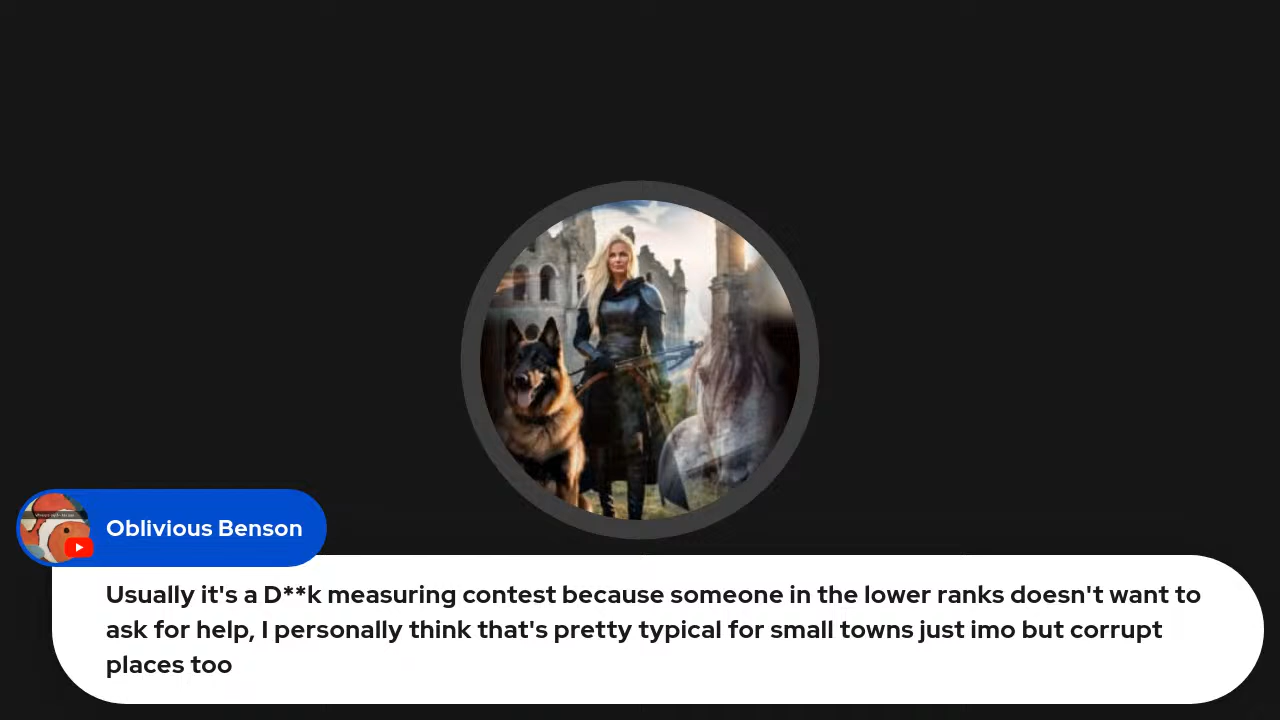 Oblivious Benson
Usually it's a D**k measuring contest because someone in the lower ranks doesn't want to
ask for help, I personally think that's pretty typical for small towns just imo but corrupt
places too